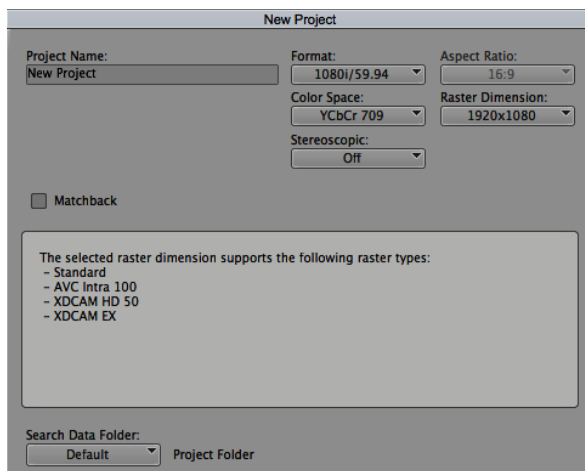 New Project
Project Name:
New Project
Format:
1080i/59.94
Aspect Ratio:
16:9
Color Space:
YCbCr 709
Raster Dimension:
1920x1080
Stereoscopic:
Off
Matchback
The selected raster dimension supports the following raster types:
– Standard
– AVC Intra 100
– XDCAM HD 50
– XDCAM EX
Search Data Folder:
Default
Project Folder